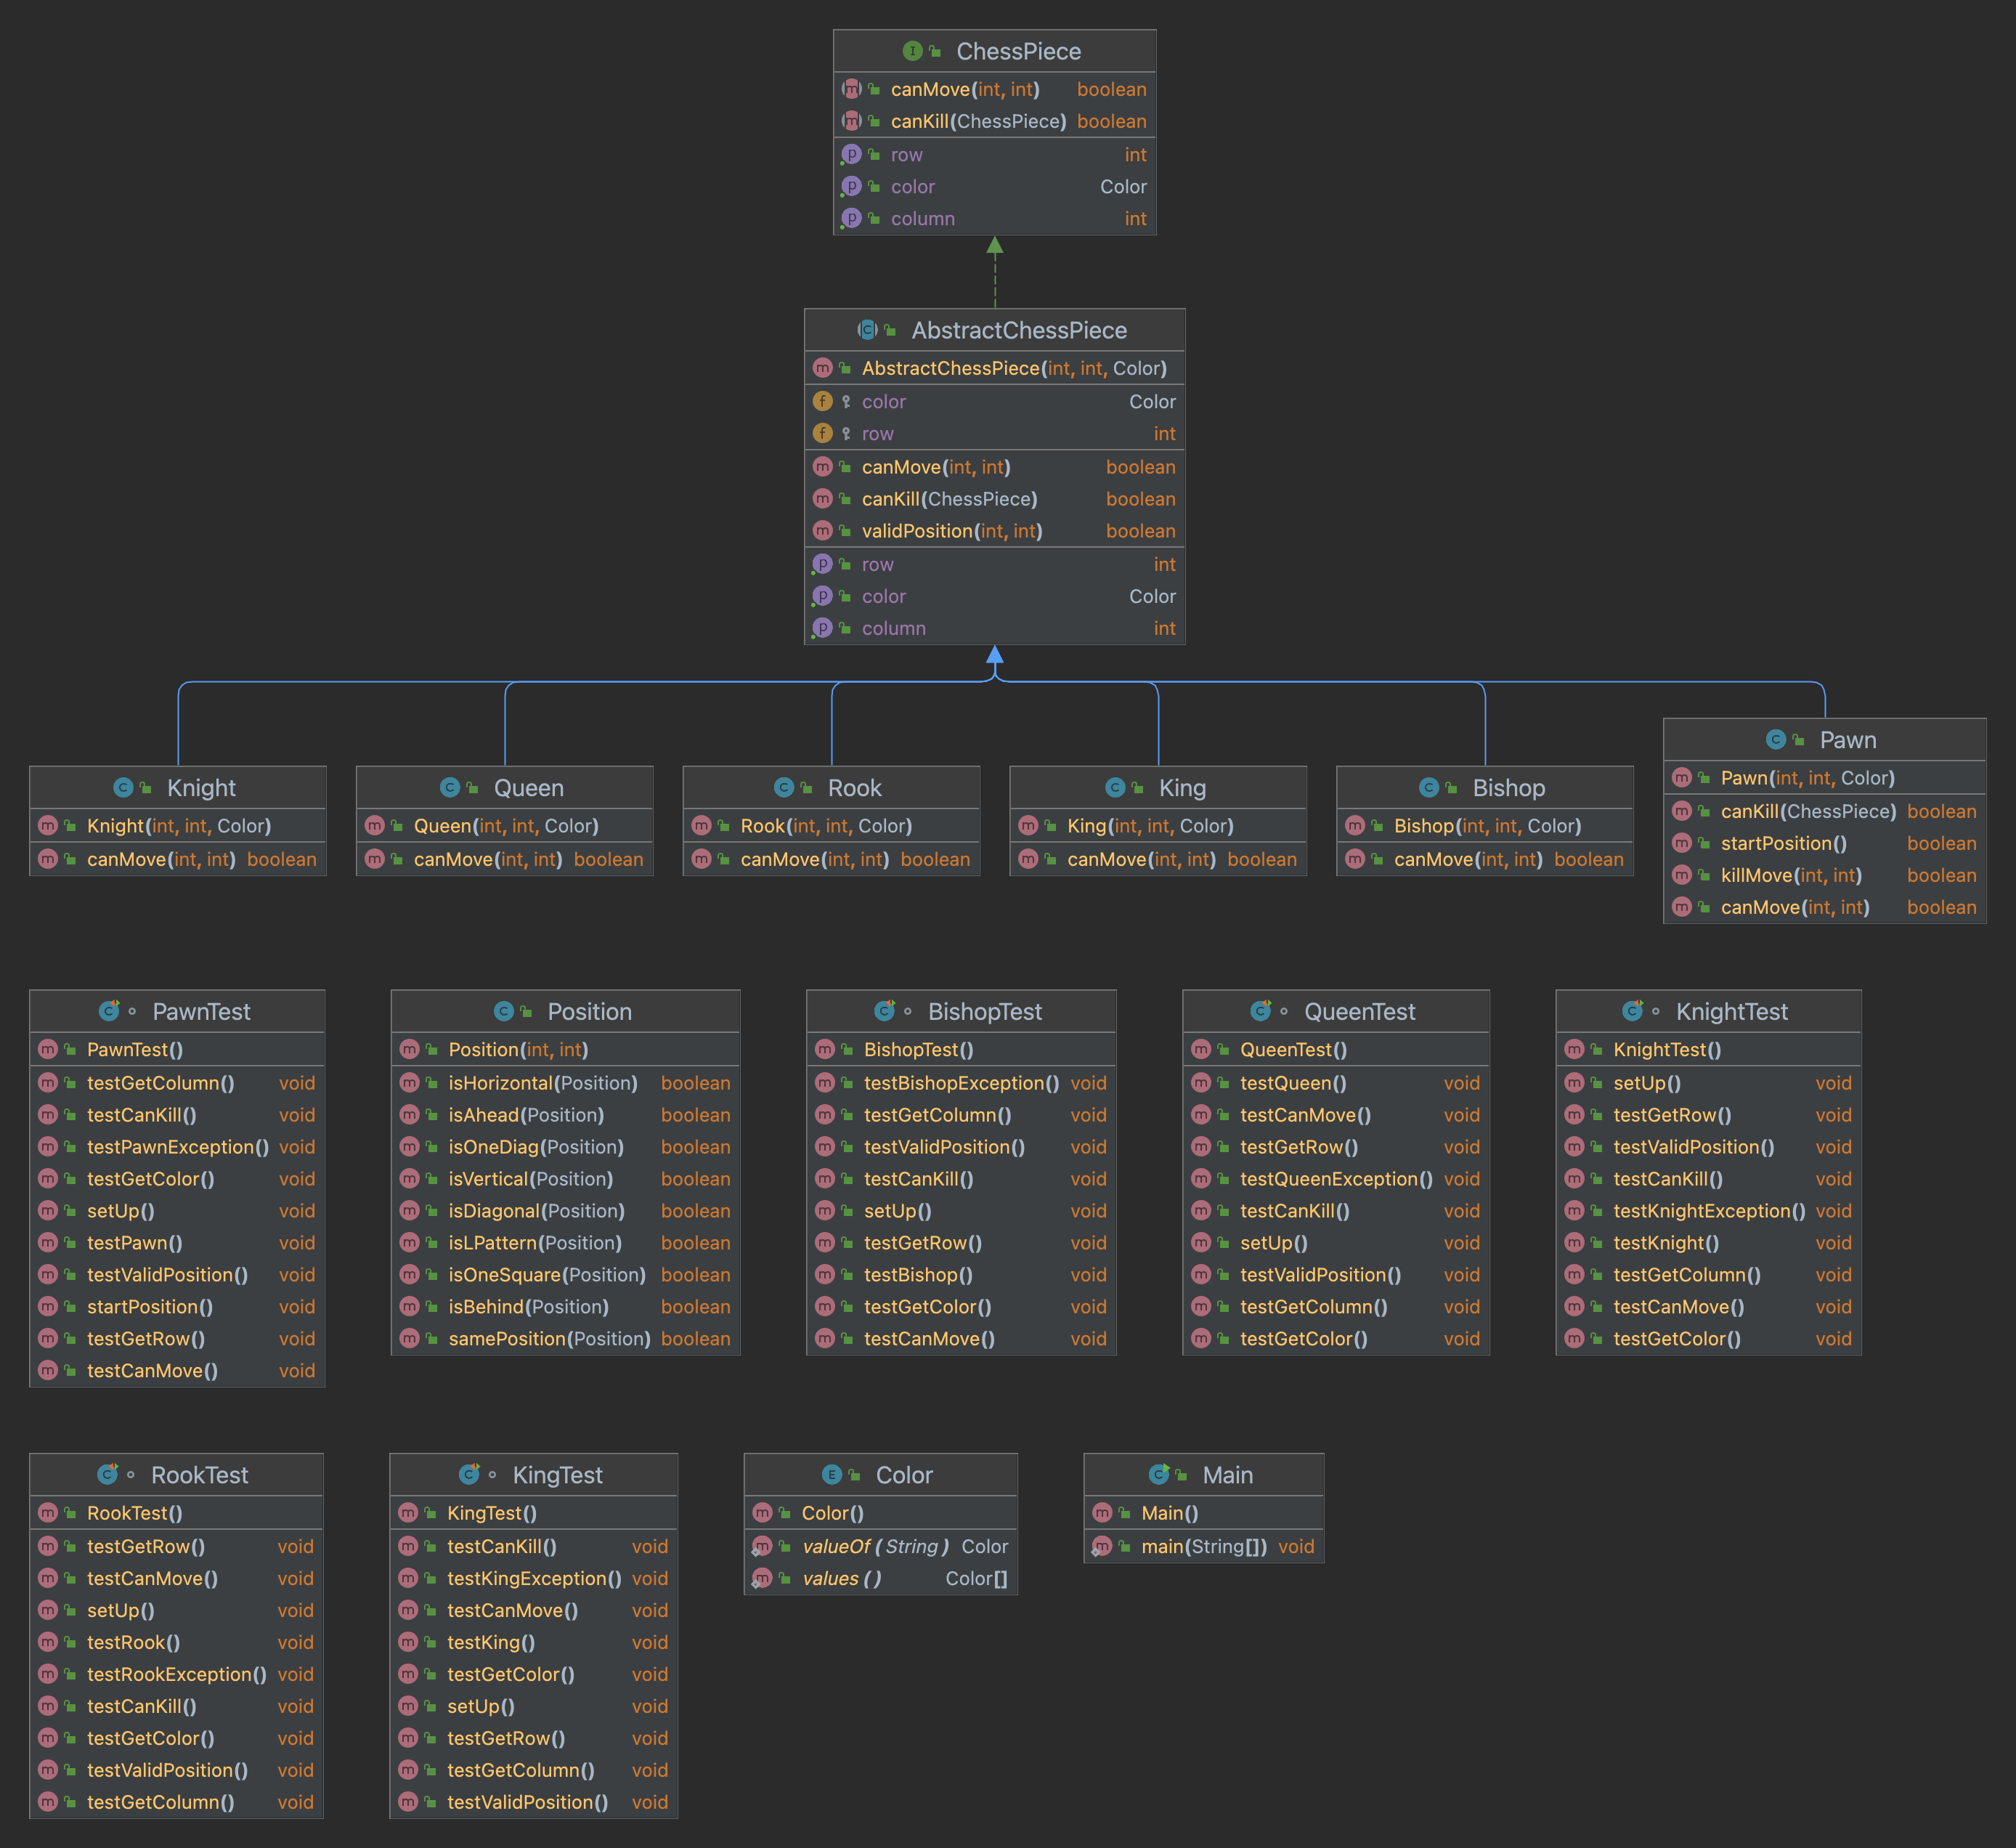 ChessPiece
canMove(int, int) boolean
canKill(ChessPiece) boolean
row int
color Color
column int
AbstractChessPiece
AbstractChessPiece(int, int, Color)
color Color
row int
canMove(int, int) boolean
canKill(ChessPiece) boolean
validPosition(int, int) boolean
row int
color Color
column int
Knight
Knight(int, int, Color)
canMove(int, int) boolean
Queen
Queen(int, int, Color)
canMove(int, int) boolean
Rook
Rook(int, int, Color)
canMove(int, int) boolean
King
King(int, int, Color)
canMove(int, int) boolean
Bishop
Bishop(int, int, Color)
canMove(int, int) boolean
Pawn
Pawn(int, int, Color)
canKill(ChessPiece) boolean
startPosition() boolean
killMove(int, int) boolean
canMove(int, int) boolean
PawnTest
PawnTest()
testGetColumn() void
testCanKill() void
testPawnException() void
testGetColor() void
setUp() void
testPawn() void
testValidPosition() void
startPosition() void
testGetRow() void
testCanMove() void
Position
Position(int, int)
isHorizontal(Position) boolean
isAhead(Position) boolean
isOneDiag(Position) boolean
isVertical(Position) boolean
isDiagonal(Position) boolean
isLPattern(Position) boolean
isOneSquare(Position) boolean
isBehind(Position) boolean
samePosition(Position) boolean
BishopTest
BishopTest()
testBishopException() void
testGetColumn() void
testValidPosition() void
testCanKill() void
setUp() void
testGetRow() void
testBishop() void
testGetColor() void
testCanMove() void
QueenTest
QueenTest()
testQueen() void
testCanMove() void
testGetRow() void
testQueenException() void
testCanKill() void
setUp() void
testValidPosition() void
testGetColumn() void
testGetColor() void
KnightTest
KnightTest()
setUp() void
testGetRow() void
testValidPosition() void
testCanKill() void
testKnightException() void
testKnight() void
testGetColumn() void
testCanMove() void
testGetColor() void
RookTest
RookTest()
testGetRow() void
testCanMove() void
setUp() void
testRook() void
testRookException() void
testCanKill() void
testGetColor() void
testValidPosition() void
testGetColumn() void
KingTest
KingTest()
testCanKill() void
testKingException() void
testCanMove() void
testKing() void
testGetColor() void
setUp() void
testGetRow() void
testGetColumn() void
testValidPosition() void
Color
Color()
valueOf(String) Color
values() Color[]
Main
Main()
main(String[]) void